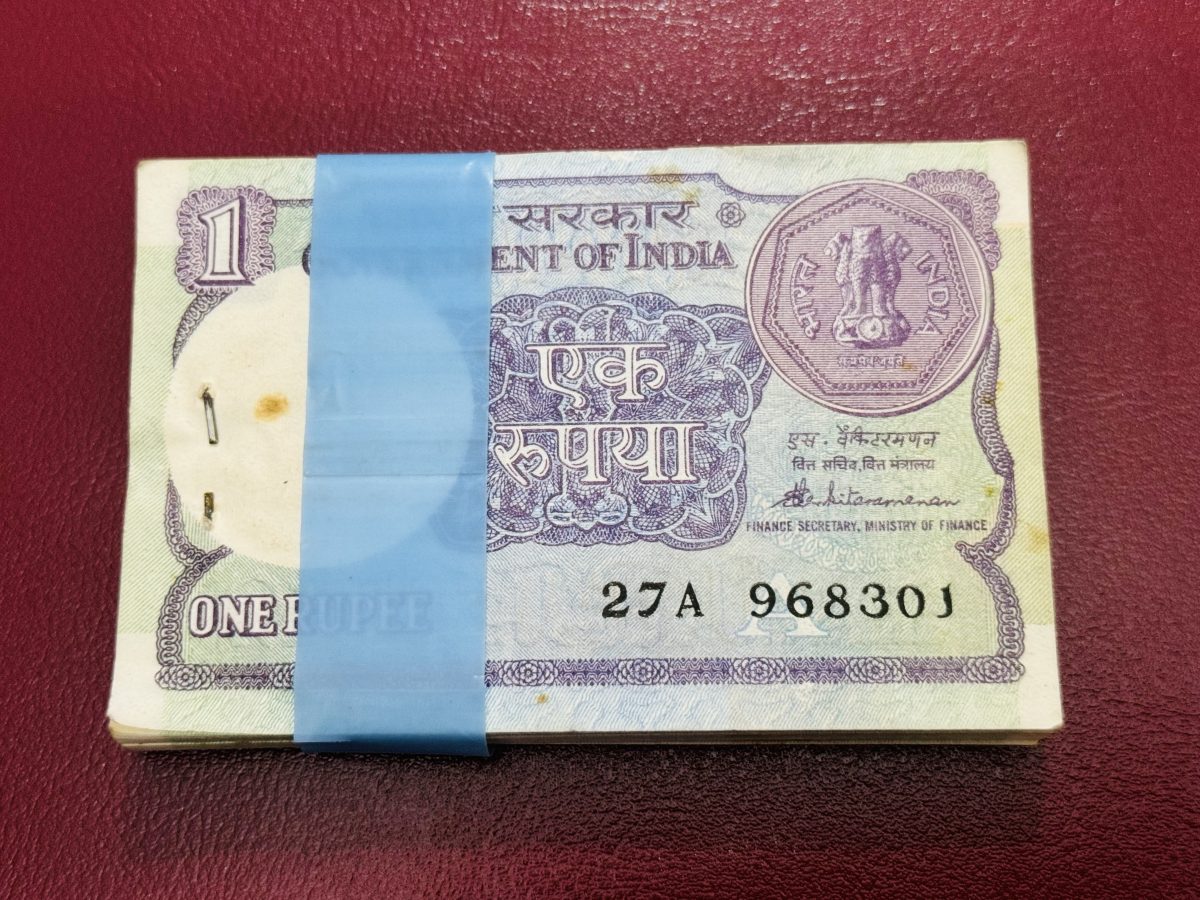 1
सरकार
ENT OF INDIA
भारत INDIA
सत्यमेव जयते
एक
रुपया
एस. वेंकिटरमणन
वित्त सचिव, वित्त मंत्रालय
FINANCE SECRETARY, MINISTRY OF FINANCE
27A 968301
A
ONE RUPEE